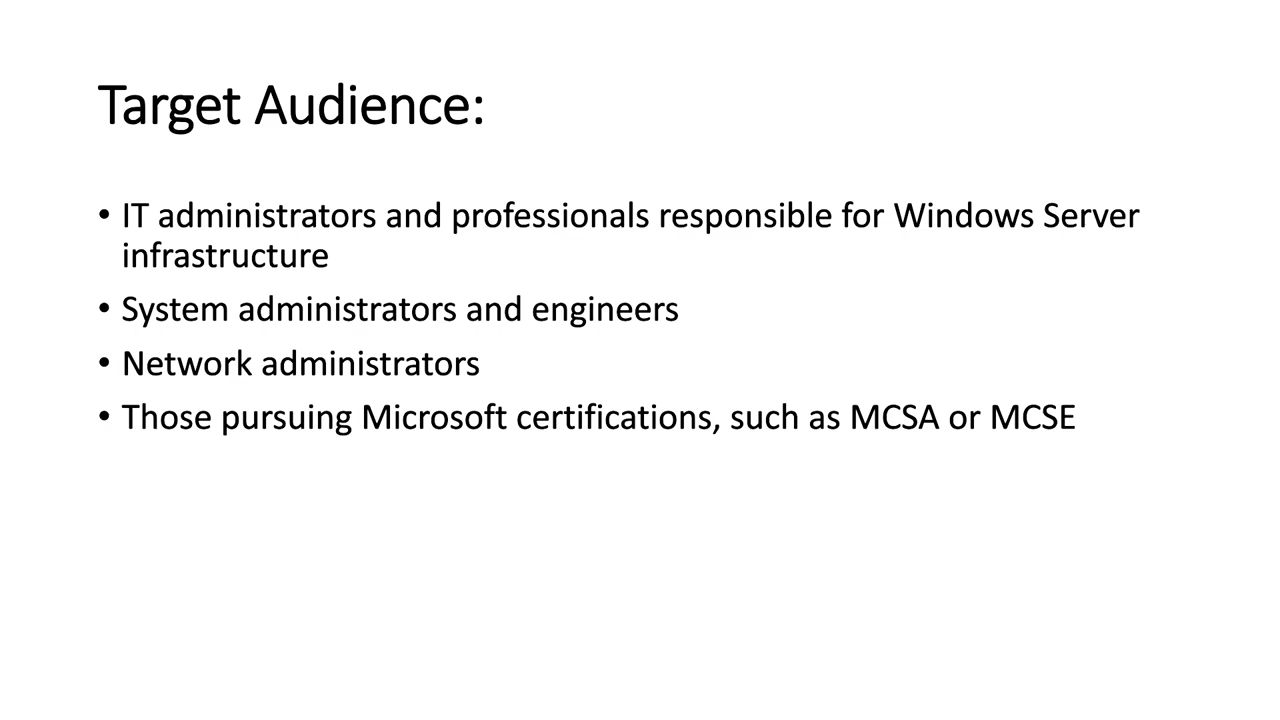 Target Audience:
• IT administrators and professionals responsible for Windows Server
infrastructure
• System administrators and engineers
• Network administrators
• Those pursuing Microsoft certifications, such as MCSA or MCSE